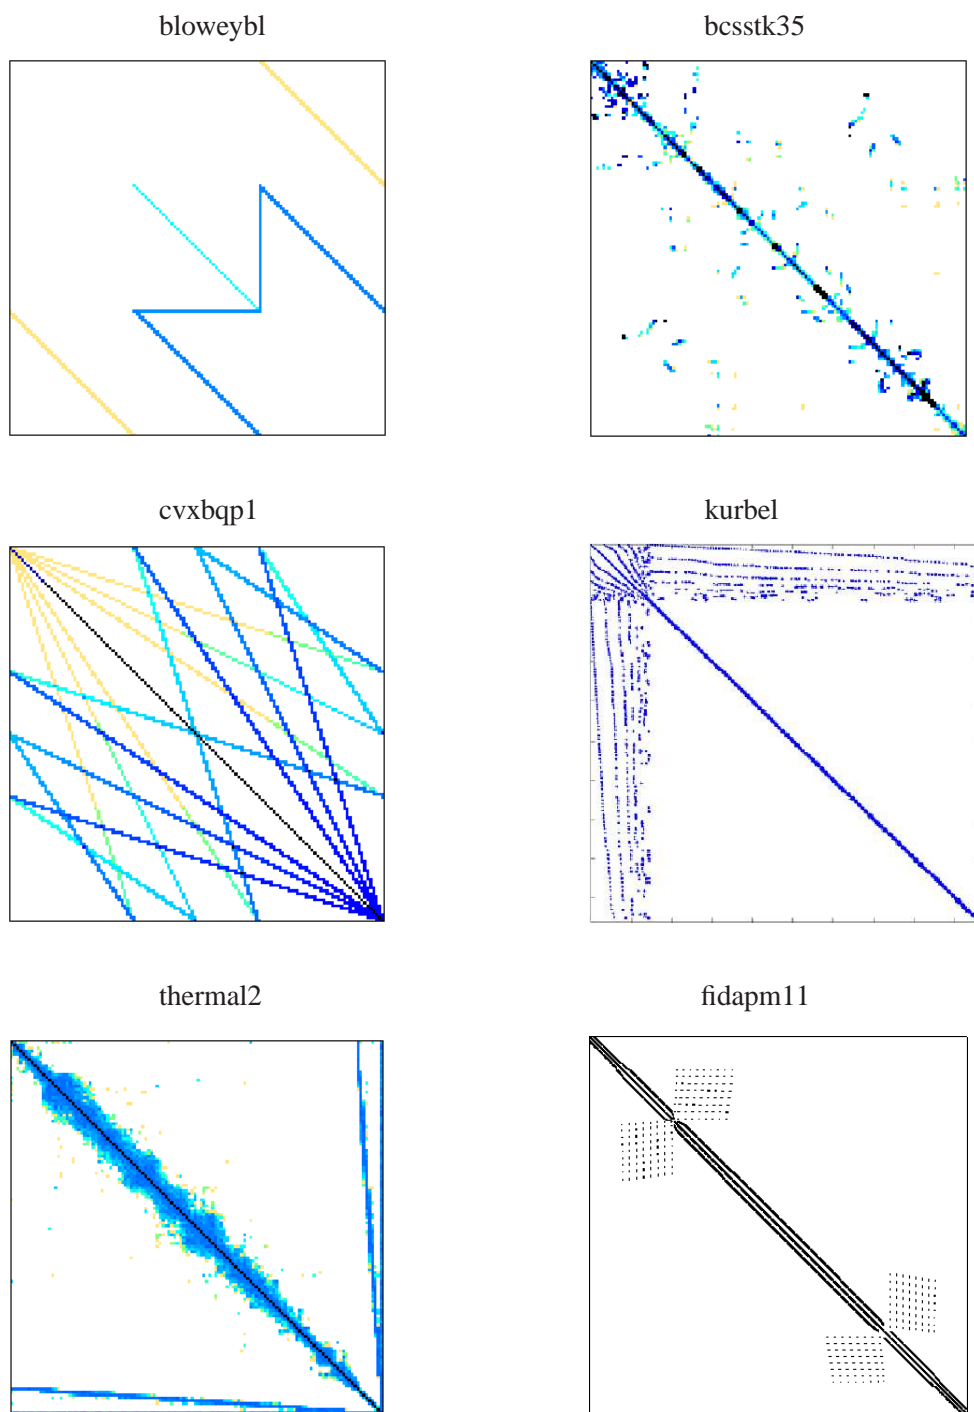 bloweybl
bcsstk35
cvxbqp1
kurbel
thermal2
fidapm11